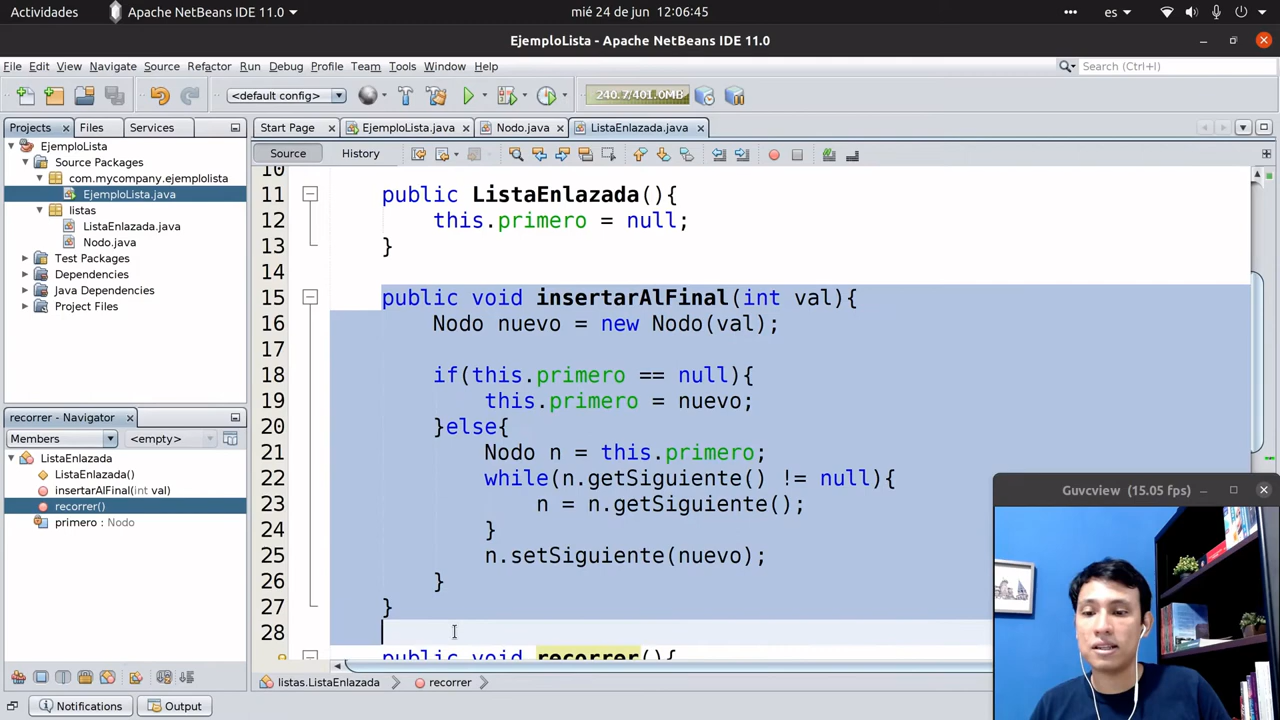 Actividades
Apache NetBeans IDE 11.0
mié 24 de jun 12:06:45
es
EjemploLista - Apache NetBeans IDE 11.0
File Edit View Navigate Source Refactor Run Debug Profile Team Tools Window Help
Search (Ctrl+I)
<default config>
240.7/401.0MB
Projects
Files
Services
Start Page
EjemploLista.java
Nodo.java
ListaEnlazada.java
Source
History
EjemploLista
Source Packages
com.mycompany.ejemplolista
EjemploLista.java
listas
ListaEnlazada.java
Nodo.java
Test Packages
Dependencies
Java Dependencies
Project Files
recorrer - Navigator
Members
<empty>
ListaEnlazada
ListaEnlazada()
insertarAlFinal(int val)
recorrer()
primero : Nodo
10
11 public ListaEnlazada(){
12 this.primero = null;
13 }
14
15 public void insertarAlFinal(int val){
16 Nodo nuevo = new Nodo(val);
17
18 if(this.primero == null){
19 this.primero = nuevo;
20 }else{
21 Nodo n = this.primero;
22 while(n.getSiguiente() != null){
23 n = n.getSiguiente();
24 }
25 n.setSiguiente(nuevo);
26 }
27 }
28
public void recorrer(){
listas.ListaEnlazada
recorrer
Notifications
Output
Guvcview (15.05 fps)